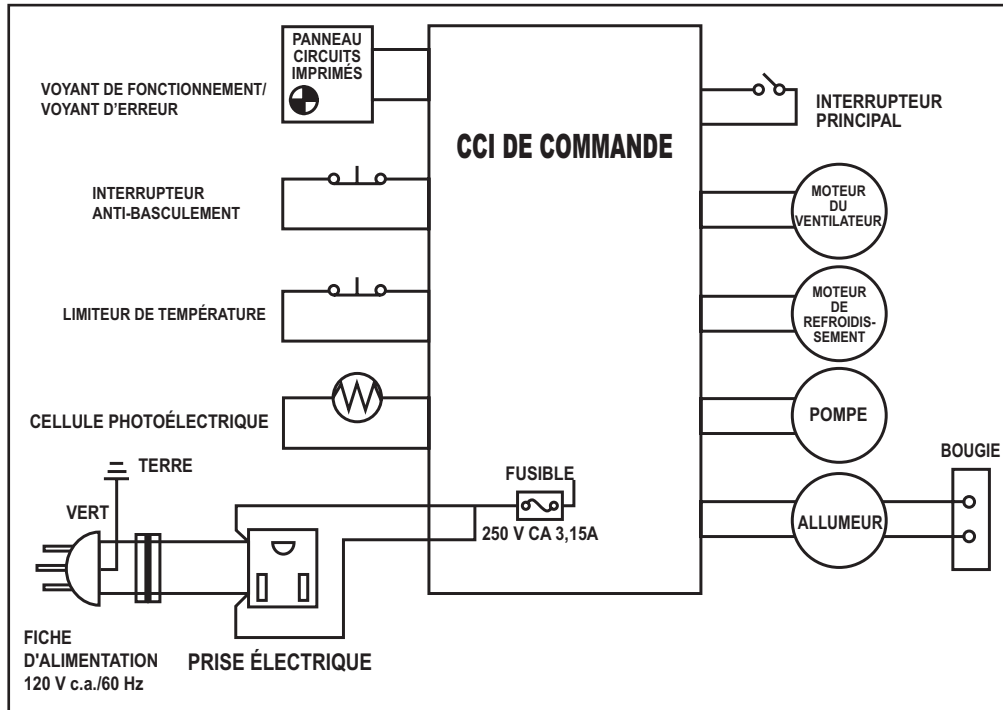 PANNEAU
CIRCUITS
IMPRIMÉS
VOYANT DE FONCTIONNEMENT/
VOYANT D'ERREUR
CCI DE COMMANDE
INTERRUPTEUR
PRINCIPAL
INTERRUPTEUR
ANTI-BASCULEMENT
MOTEUR
DU
VENTILATEUR
LIMITEUR DE TEMPÉRATURE
MOTEUR
DE
REFROIDIS-
SEMENT
CELLULE PHOTOÉLECTRIQUE
POMPE
BOUGIE
TERRE
FUSIBLE
VERT
250 V CA 3,15A
ALLUMEUR
FICHE
D'ALIMENTATION
120 V c.a./60 Hz
PRISE ÉLECTRIQUE